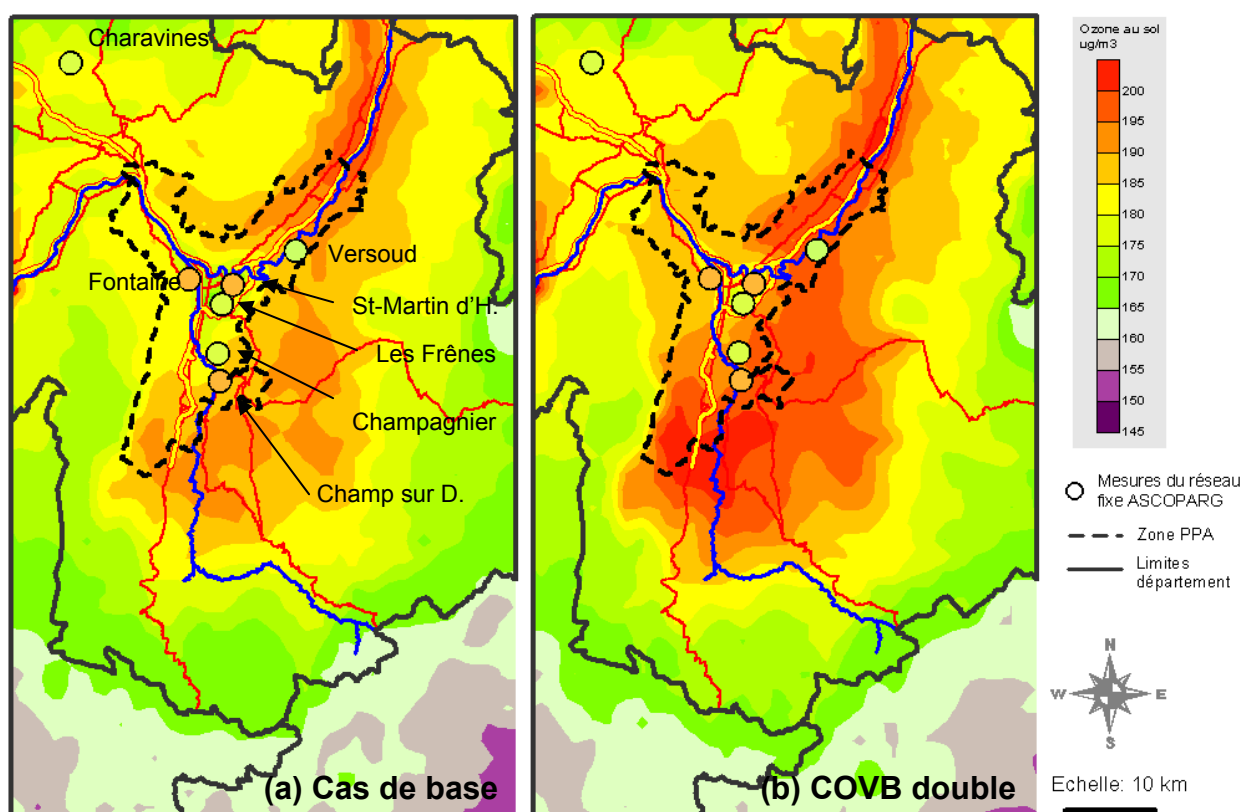 Charavines
Fontaine
Versoud
St-Martin d'H.
Les Frênes
Champagnier
Champ sur D.
(a) Cas de base
(b) COVB double
Ozone au sol
ug/m3
200
195
190
185
180
175
170
165
160
155
150
145
Mesures du réseau
fixe ASCOPARG
Zone PPA
Limites
département
N
W E
S
Echelle: 10 km